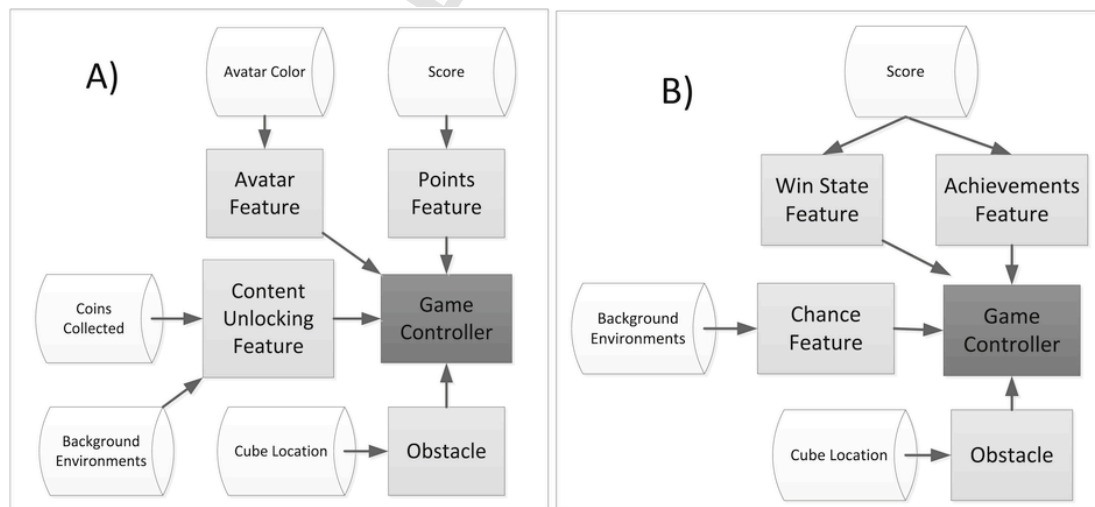 A)
Avatar Color
Score
Avatar
Feature
Points
Feature
Coins
Collected
Content
Unlocking
Feature
Game
Controller
Background
Environments
Cube Location
Obstacle
B)
Score
Win State
Feature
Achievements
Feature
Background
Environments
Chance
Feature
Game
Controller
Cube Location
Obstacle